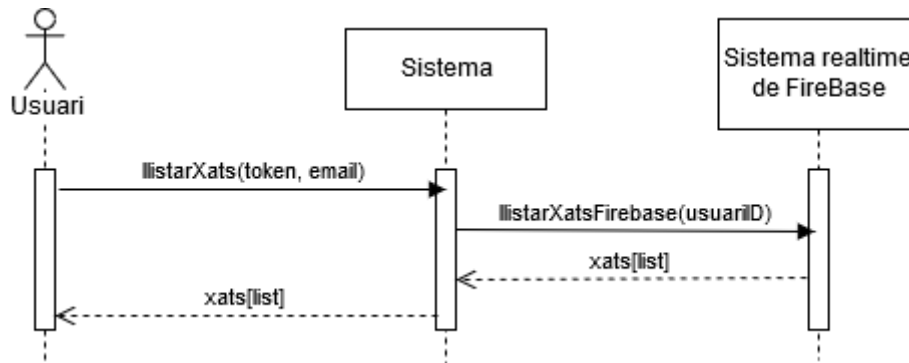 Usuari
Sistema
Sistema realtime
de FireBase
llistarXats(token, email)
llistarXatsFirebase(usuariID)
xats[list]
xats[list]